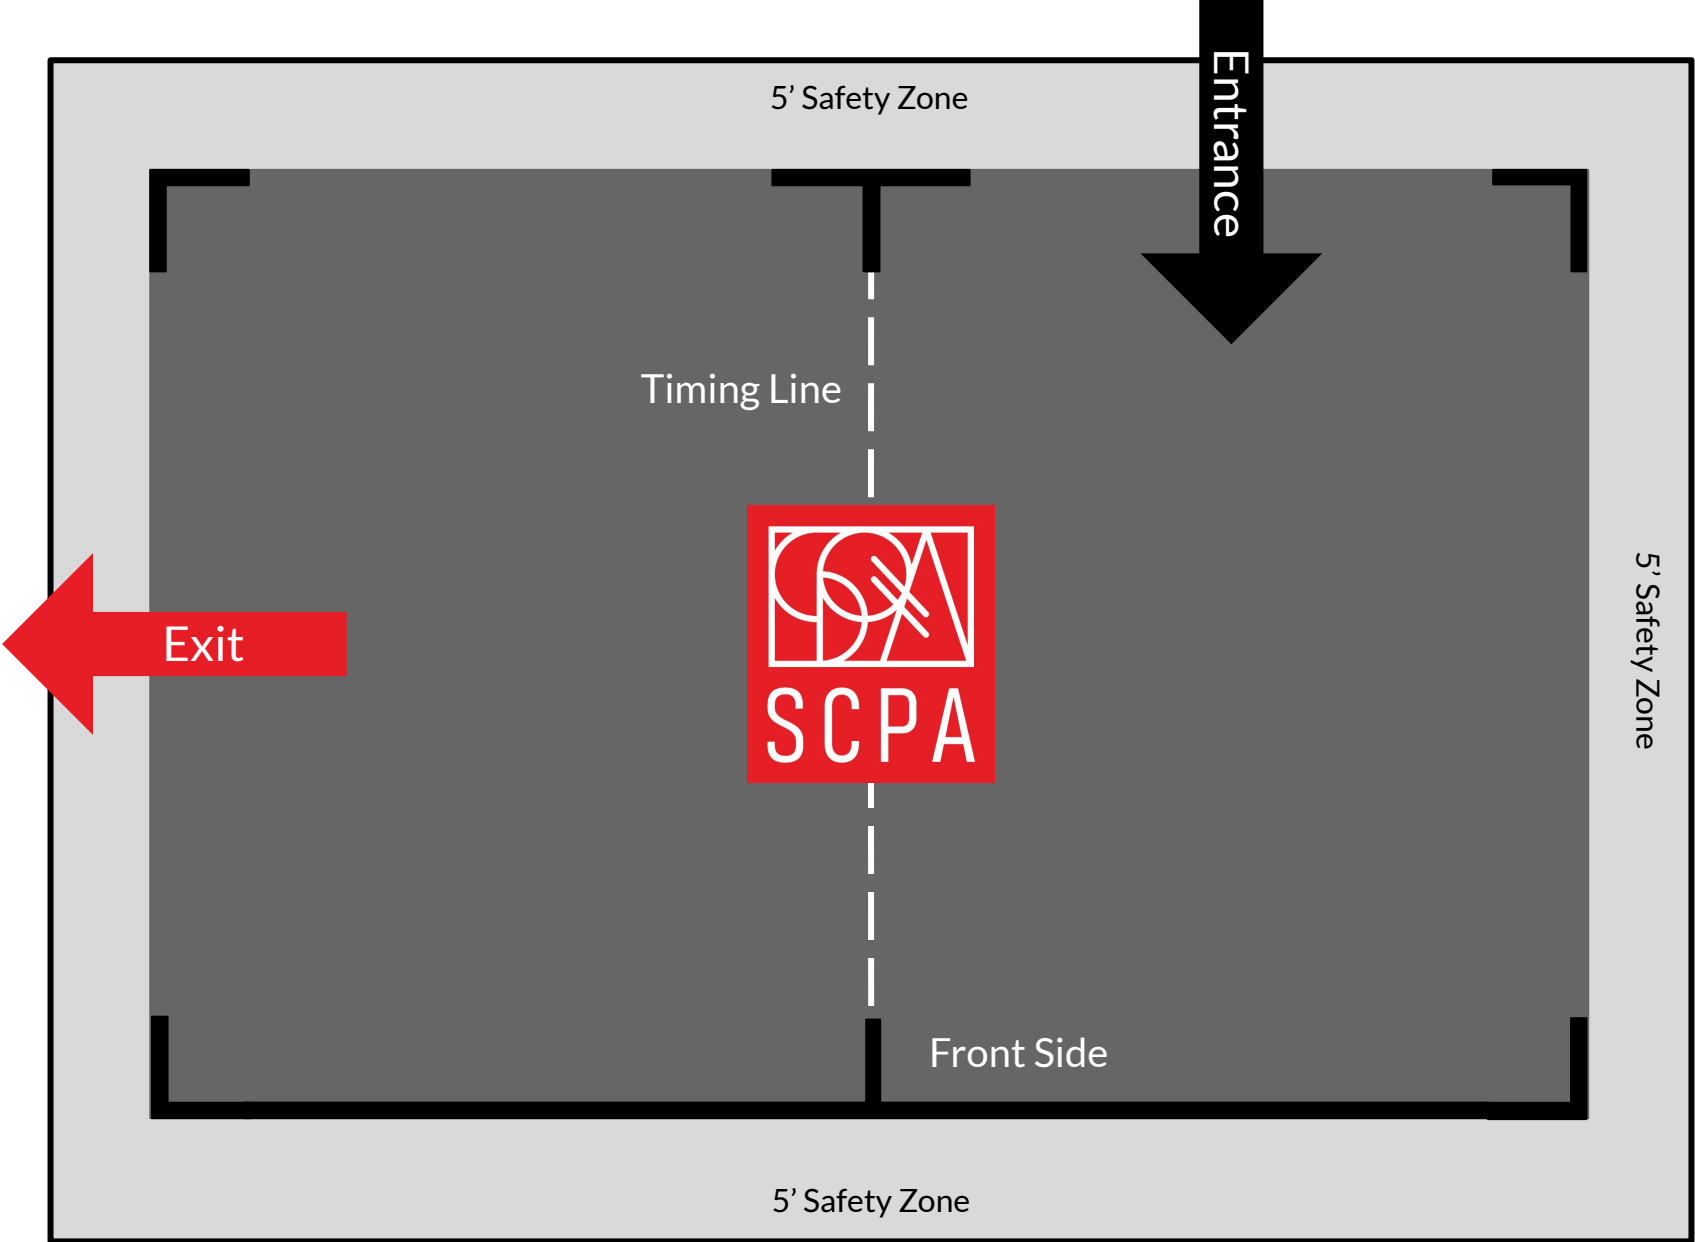 Entrance
5’ Safety Zone
Timing Line
Exit
SCPA
5’ Safety Zone
Front Side
5’ Safety Zone